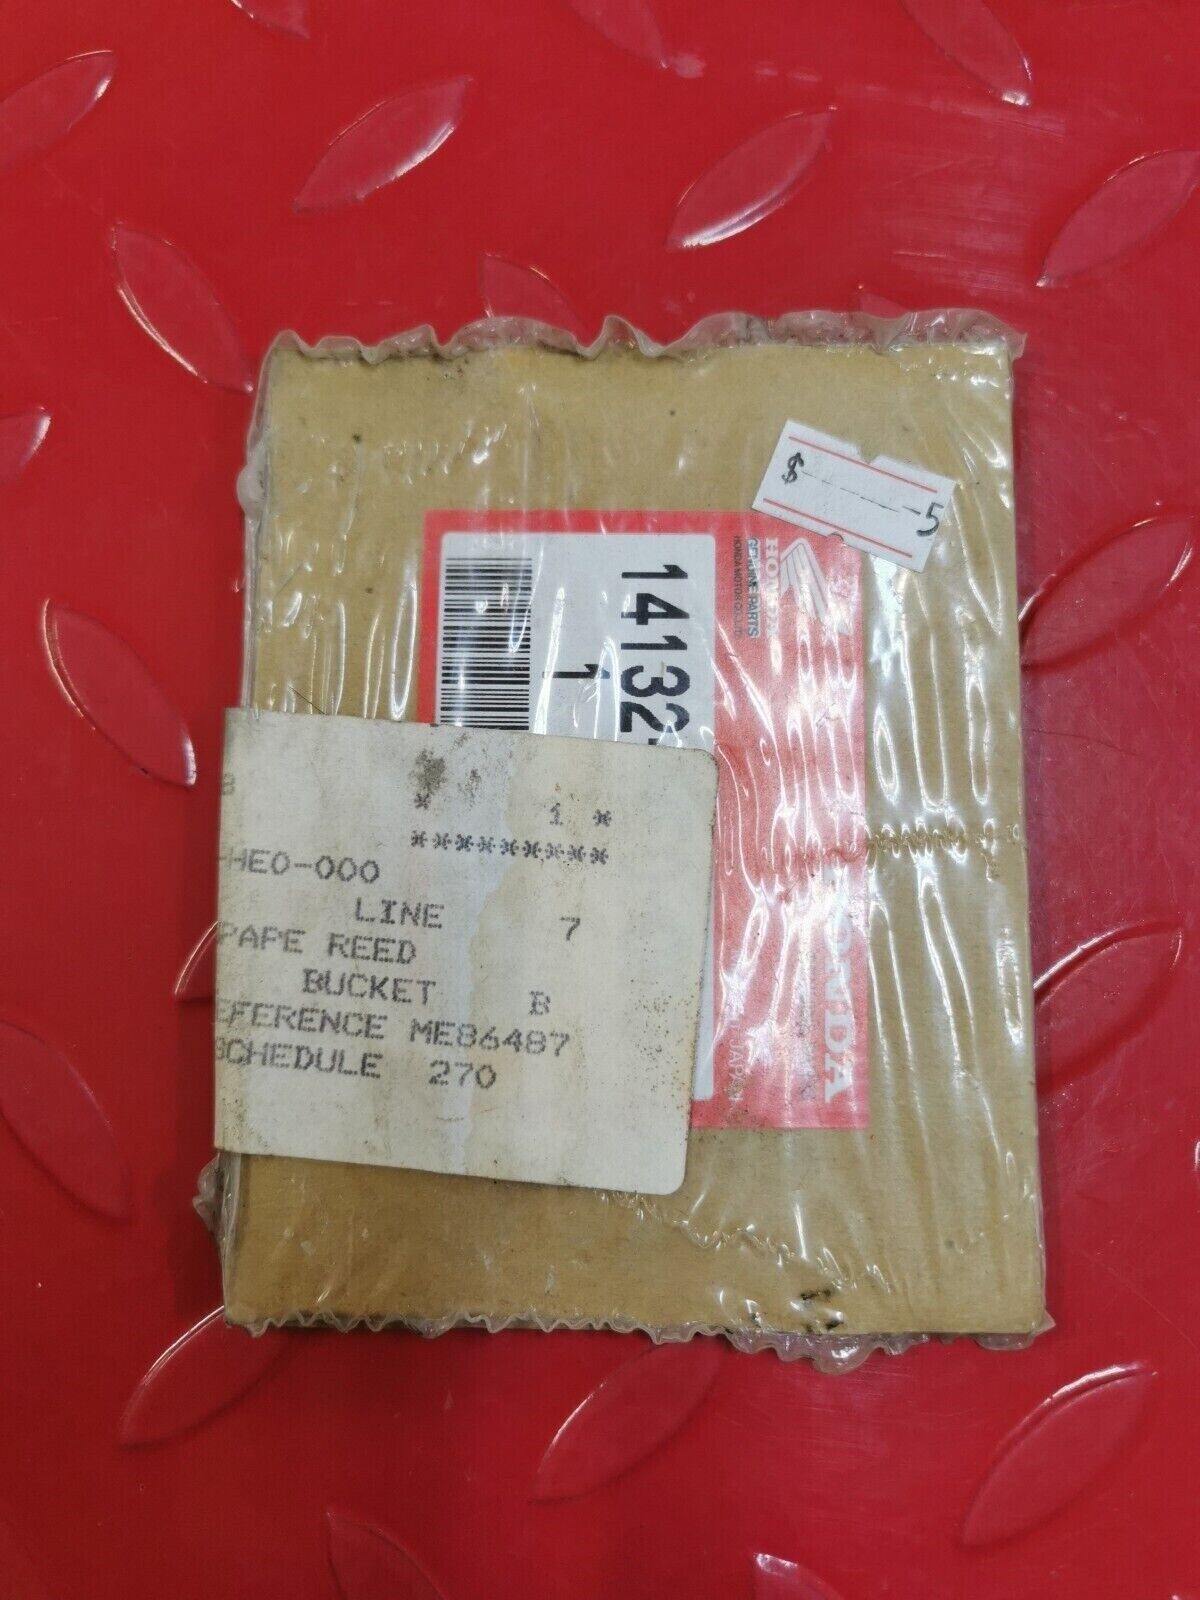 $ - - - - - - - - 5
HONDA
GENUINE PARTS
HONDA MOTOR CO., LTD.
14132-
1
HONDA
JAPAN
* 1 *
*********
-HE0-000
LINE 7
PAPE REED
BUCKET B
EFERENCE ME86487
SCHEDULE 270